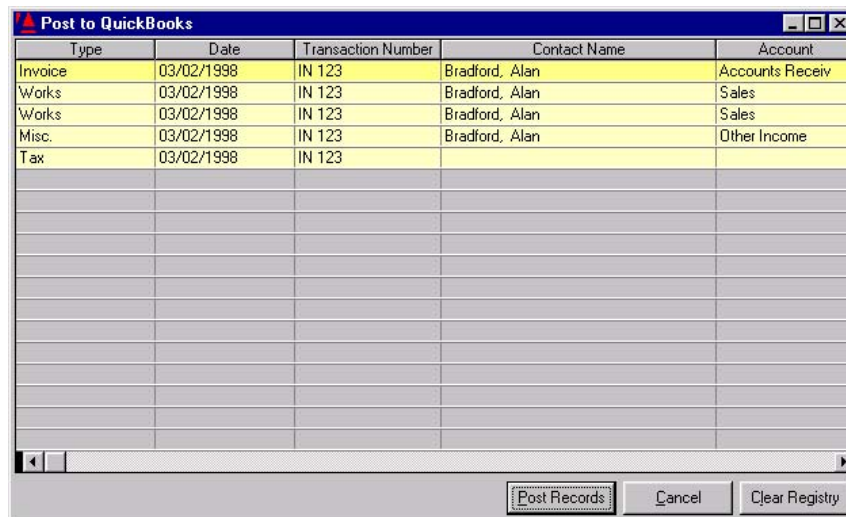 Post to QuickBooks
Type Date Transaction Number Contact Name Account
Invoice 03/02/1998 IN 123 Bradford, Alan Accounts Receiv
Works 03/02/1998 IN 123 Bradford, Alan Sales
Works 03/02/1998 IN 123 Bradford, Alan Sales
Misc. 03/02/1998 IN 123 Bradford, Alan Other Income
Tax 03/02/1998 IN 123
Post Records Cancel Clear Registry